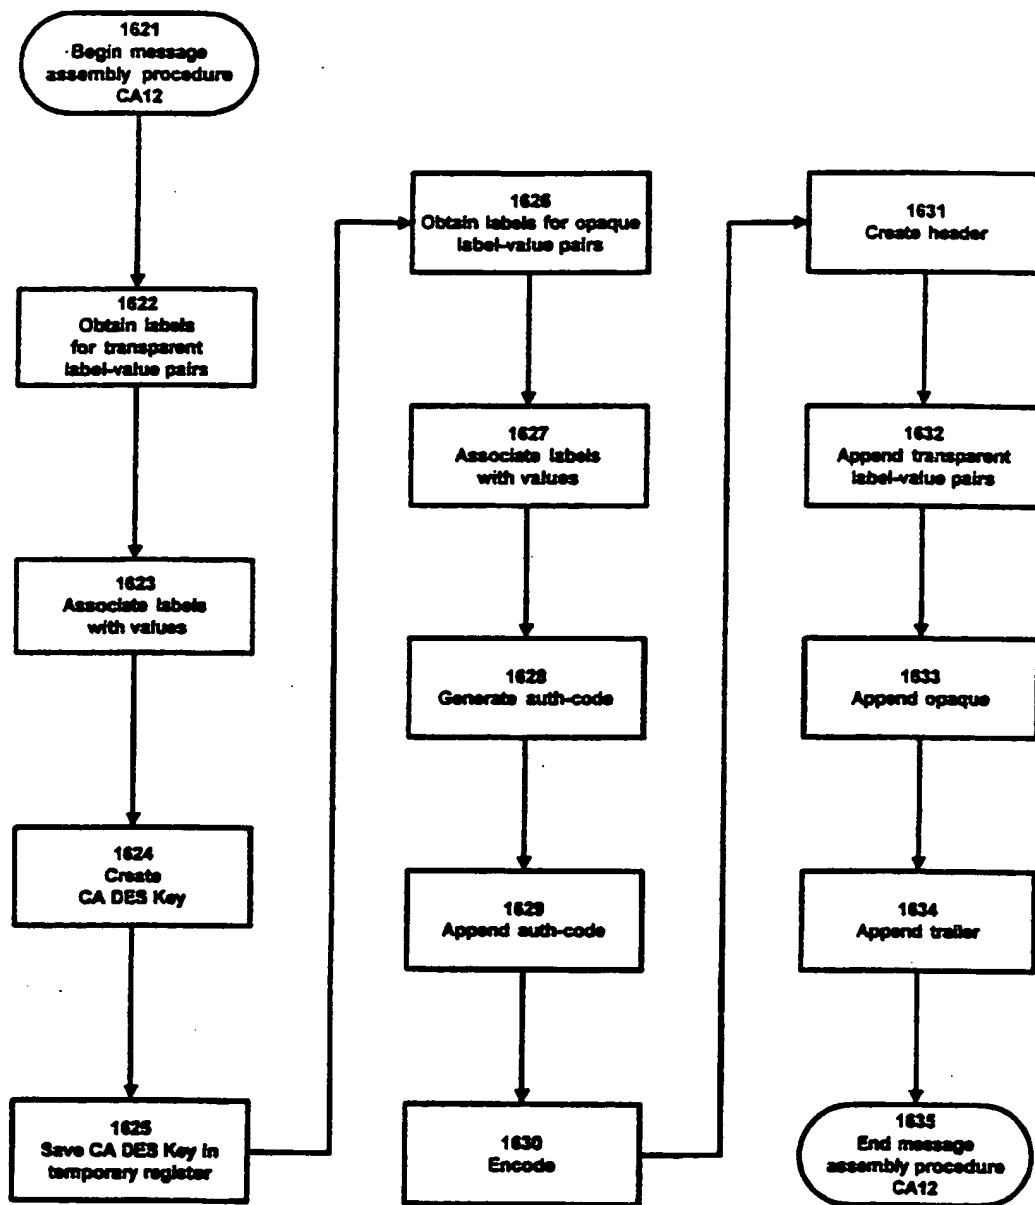 1621
Begin message
assembly procedure
CA12
1622
Obtain labels
for transparent
label-value pairs
1623
Associate labels
with values
1624
Create
CA DES Key
1625
Save CA DES Key in
temporary register
1626
Obtain labels for opaque
label-value pairs
1627
Associate labels
with values
1628
Generate auth-code
1629
Append auth-code
1630
Encode
1631
Create header
1632
Append transparent
label-value pairs
1633
Append opaque
1634
Append trailer
1635
End message
assembly procedure
CA12